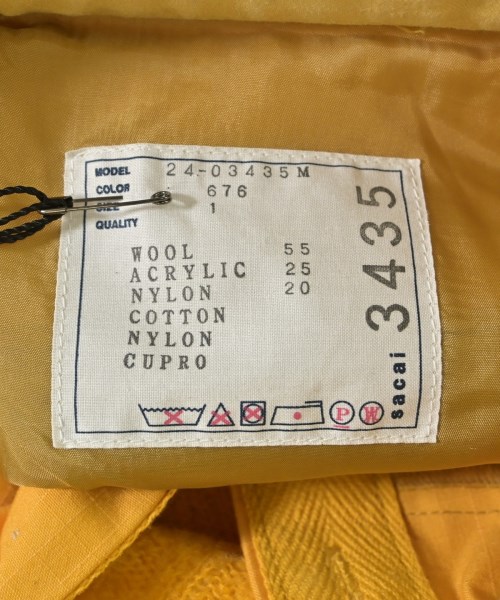 MODEL 24-03435M
COLOR 676
SIZE 1
QUALITY
WOOL 55
ACRYLIC 25
NYLON 20
COTTON
NYLON
CUPRO
P W
sacai 3435